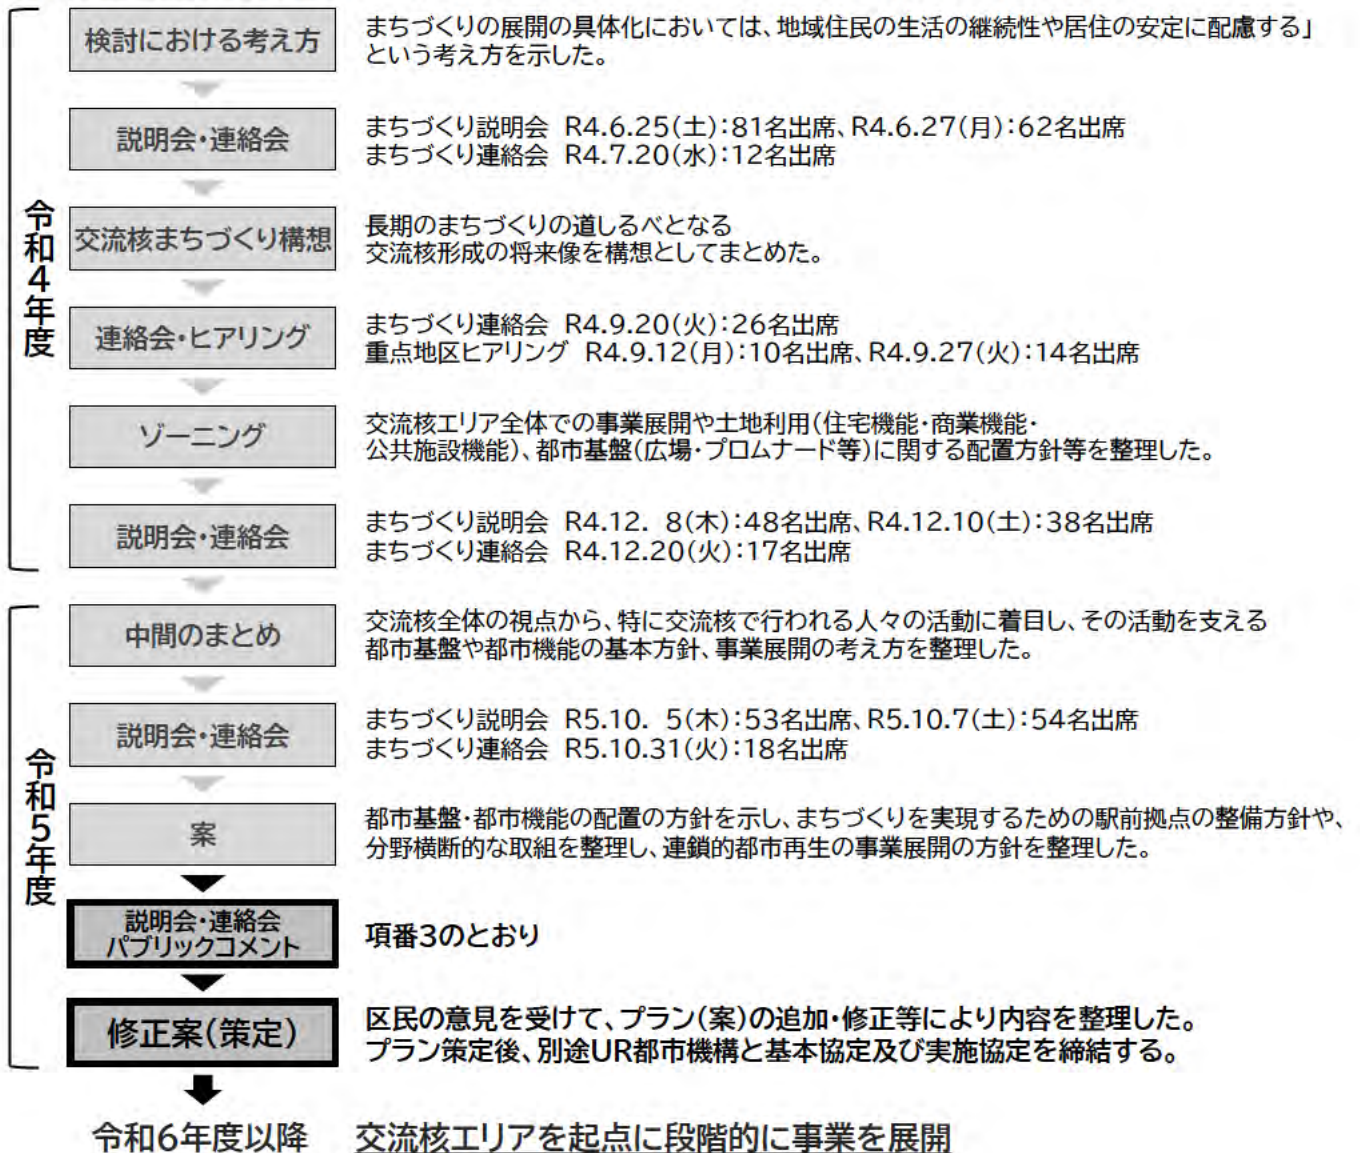 検討における考え方
まちづくりの展開の具体化においては、地域住民の生活の継続性や居住の安定に配慮する」
という考え方を示した。
説明会・連絡会
まちづくり説明会 R4.6.25(土):81名出席、R4.6.27(月):62名出席
まちづくり連絡会 R4.7.20(水):12名出席
令和4年度
交流核まちづくり構想
長期のまちづくりの道しるべとなる
交流核形成の将来像を構想としてまとめた。
連絡会・ヒアリング
まちづくり連絡会 R4.9.20(火):26名出席
重点地区ヒアリング R4.9.12(月):10名出席、R4.9.27(火):14名出席
ゾーニング
交流核エリア全体での事業展開や土地利用(住宅機能・商業機能・
公共施設機能)、都市基盤(広場・プロムナード等)に関する配置方針等を整理した。
説明会・連絡会
まちづくり説明会 R4.12. 8(木):48名出席、R4.12.10(土):38名出席
まちづくり連絡会 R4.12.20(火):17名出席
中間のまとめ
交流核全体の視点から、特に交流核で行われる人々の活動に着目し、その活動を支える
都市基盤や都市機能の基本方針、事業展開の考え方を整理した。
説明会・連絡会
まちづくり説明会 R5.10. 5(木):53名出席、R5.10.7(土):54名出席
まちづくり連絡会 R5.10.31(火):18名出席
令和5年度
案
都市基盤・都市機能の配置の方針を示し、まちづくりを実現するための駅前拠点の整備方針や、
分野横断的な取組を整理し、連鎖的都市再生の事業展開の方針を整理した。
説明会・連絡会
パブリックコメント
項番3のとおり
修正案(策定)
区民の意見を受けて、プラン(案)の追加・修正等により内容を整理した。
プラン策定後、別途UR都市機構と基本協定及び実施協定を締結する。
令和6年度以降 交流核エリアを起点に段階的に事業を展開